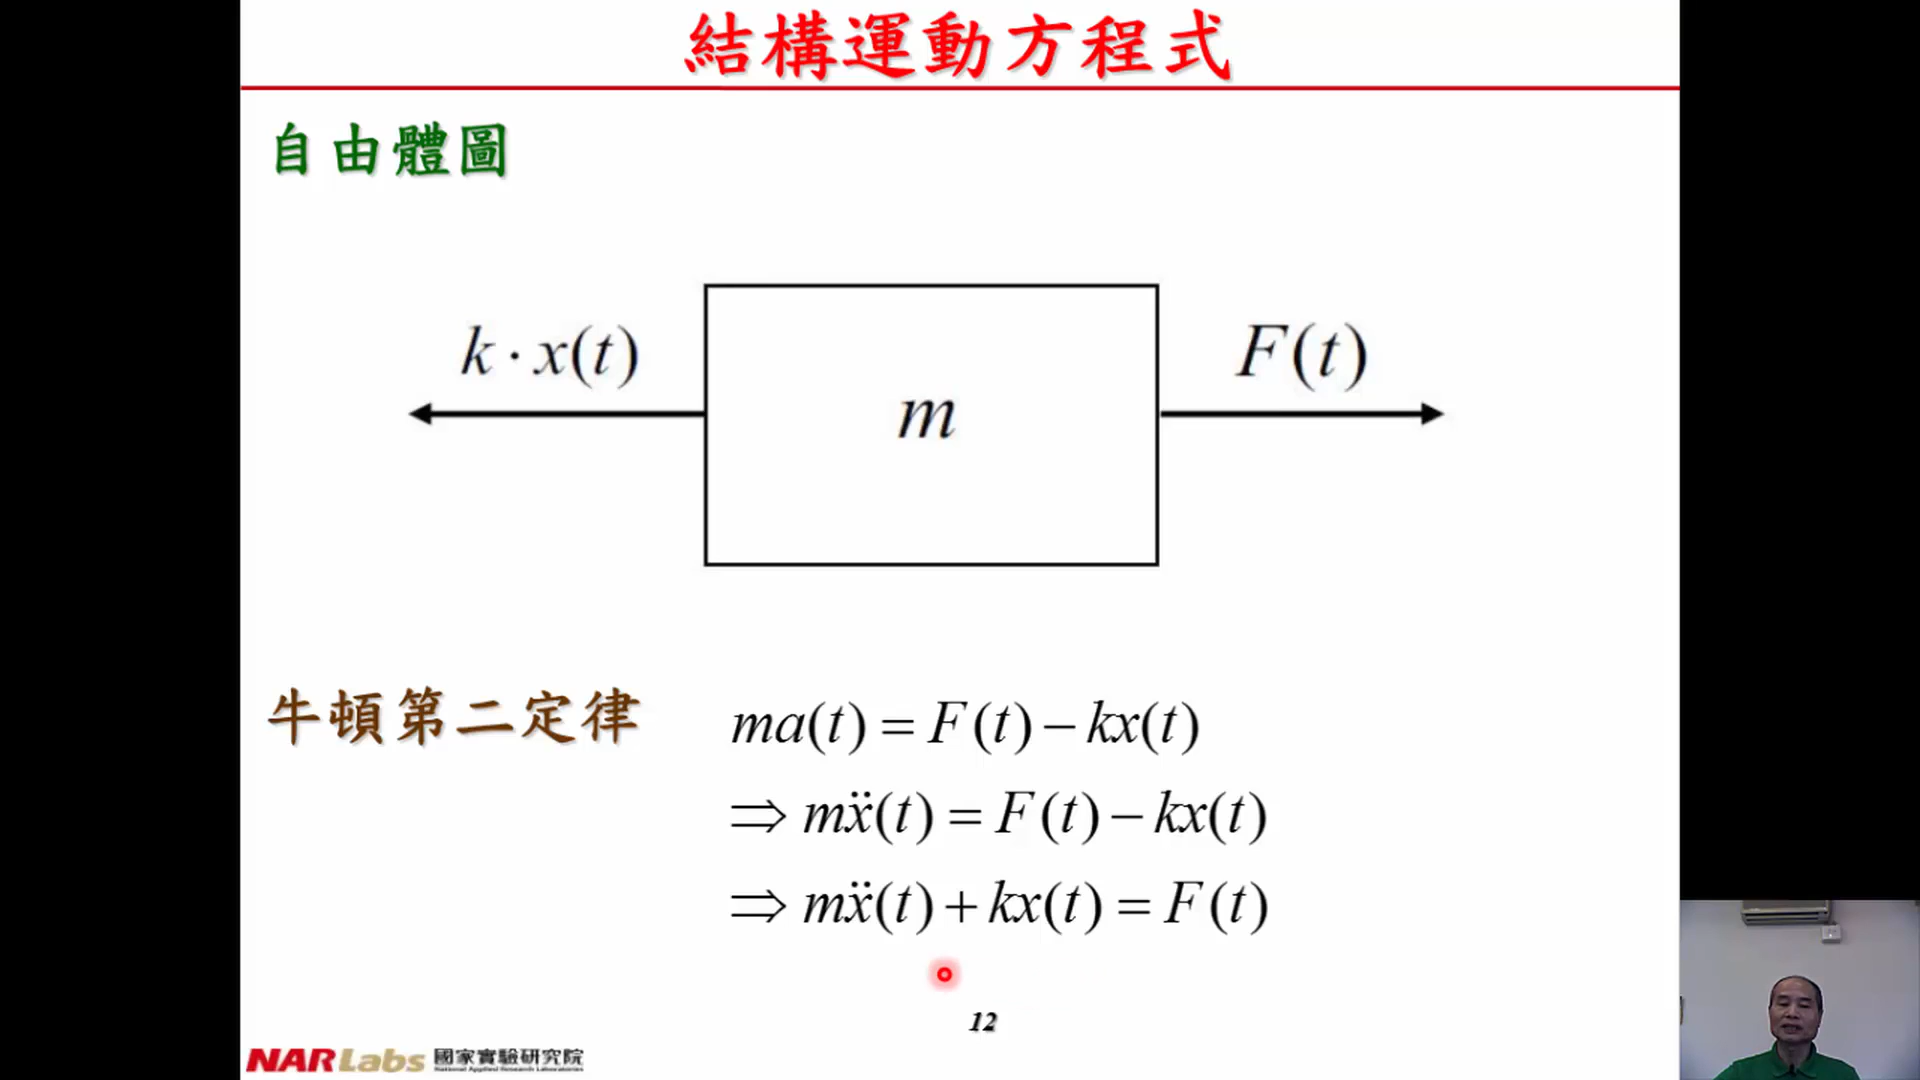 結構運動方程式
自由體圖
k · x(t)
F(t)
m
牛頓第二定律
ma(t) = F(t) − kx(t)
⇒ mẍ(t) = F(t) − kx(t)
⇒ mẍ(t) + kx(t) = F(t)
12
NARLabs 國家實驗研究院
National Applied Research Laboratories